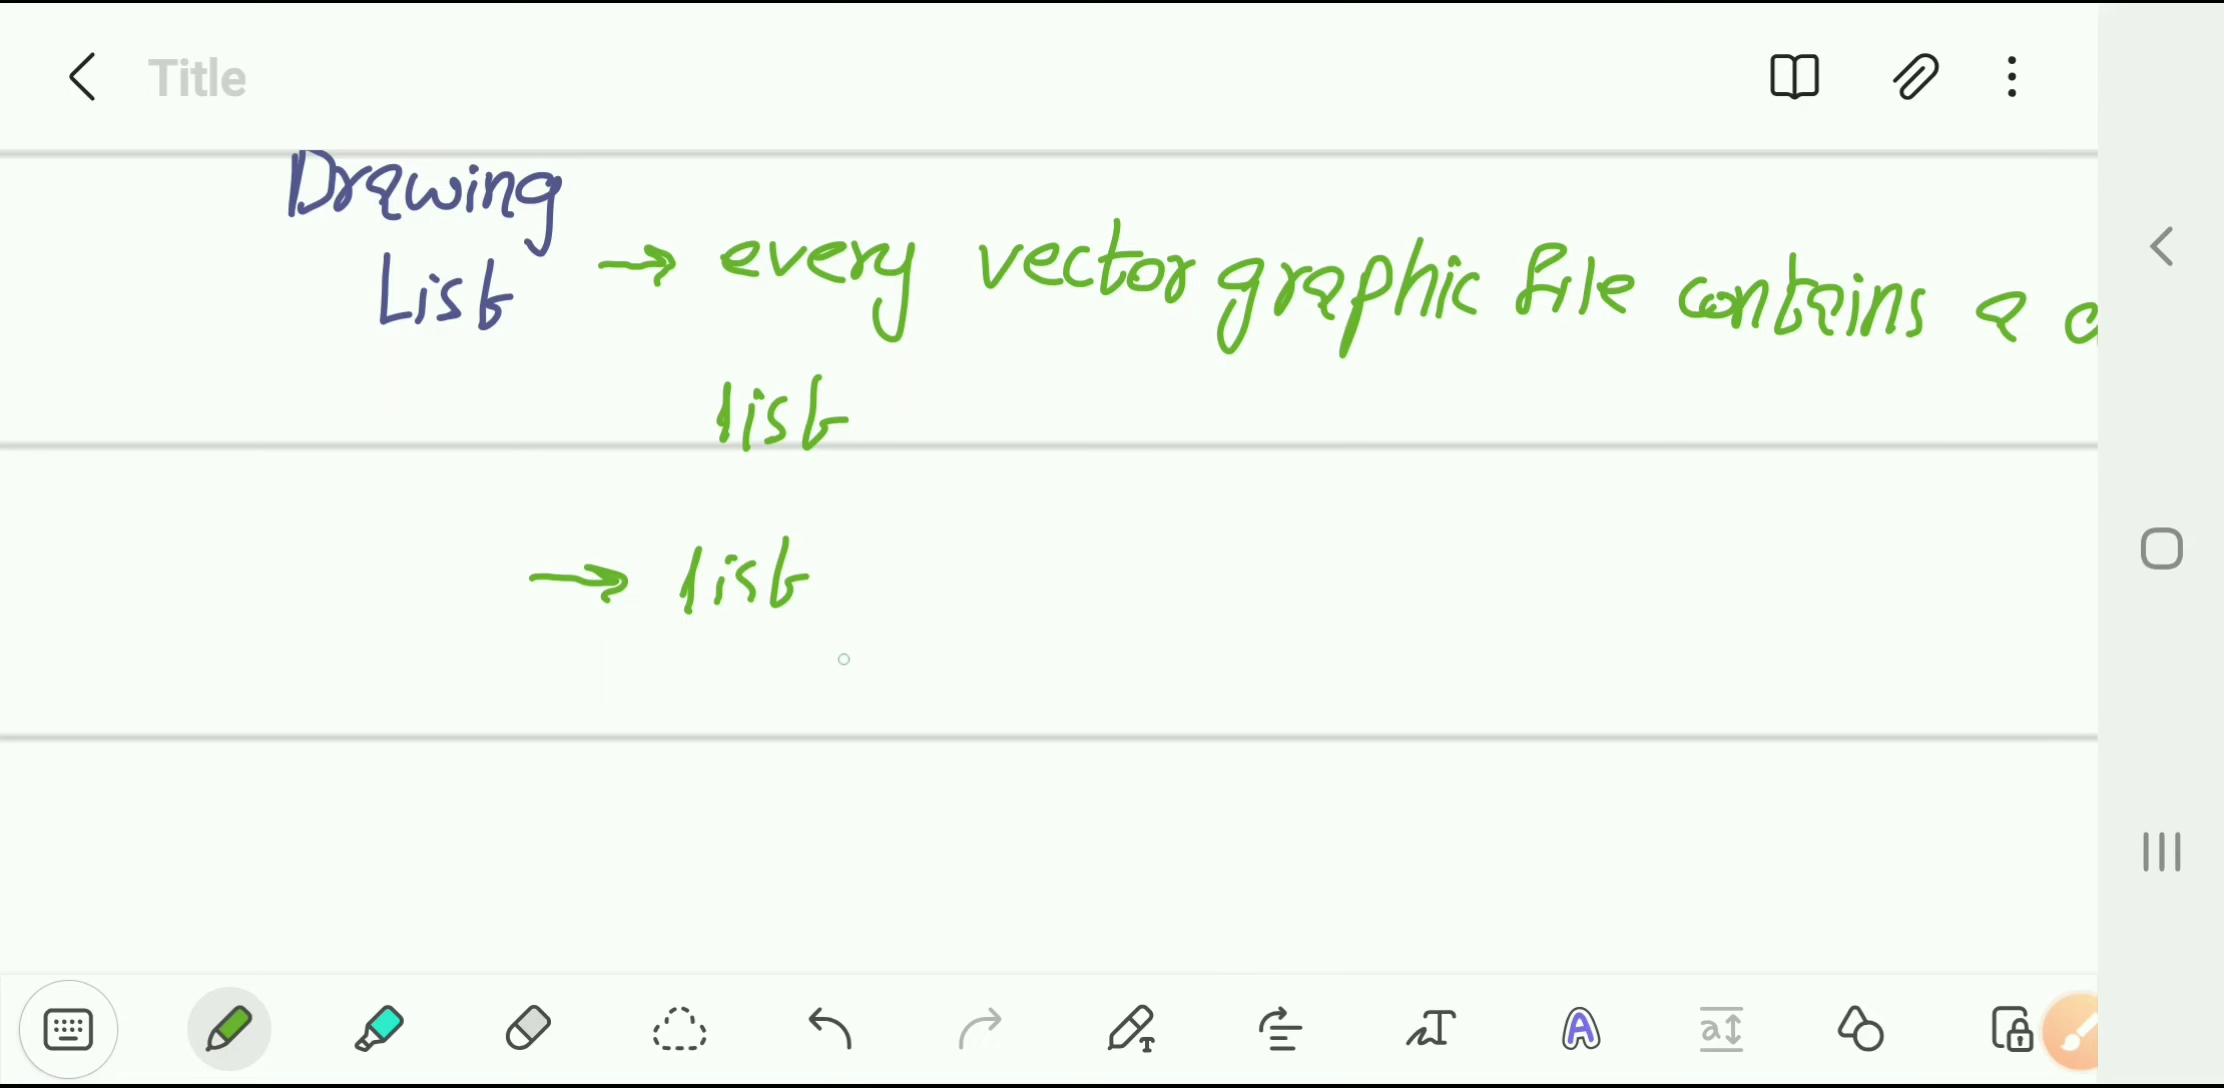 Title
Drawing
List
→ every vector graphic file contains a
list
→ list